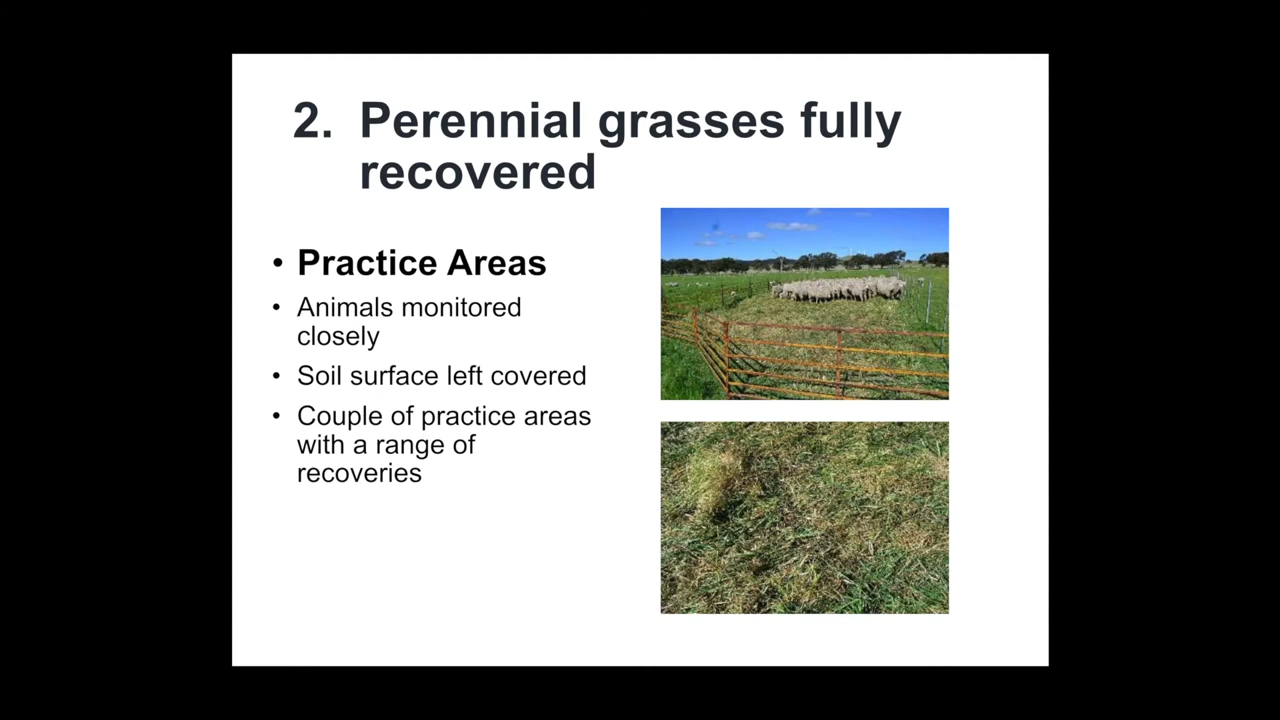 2. Perennial grasses fully
recovered
• Practice Areas
• Animals monitored
closely
• Soil surface left covered
• Couple of practice areas
with a range of
recoveries